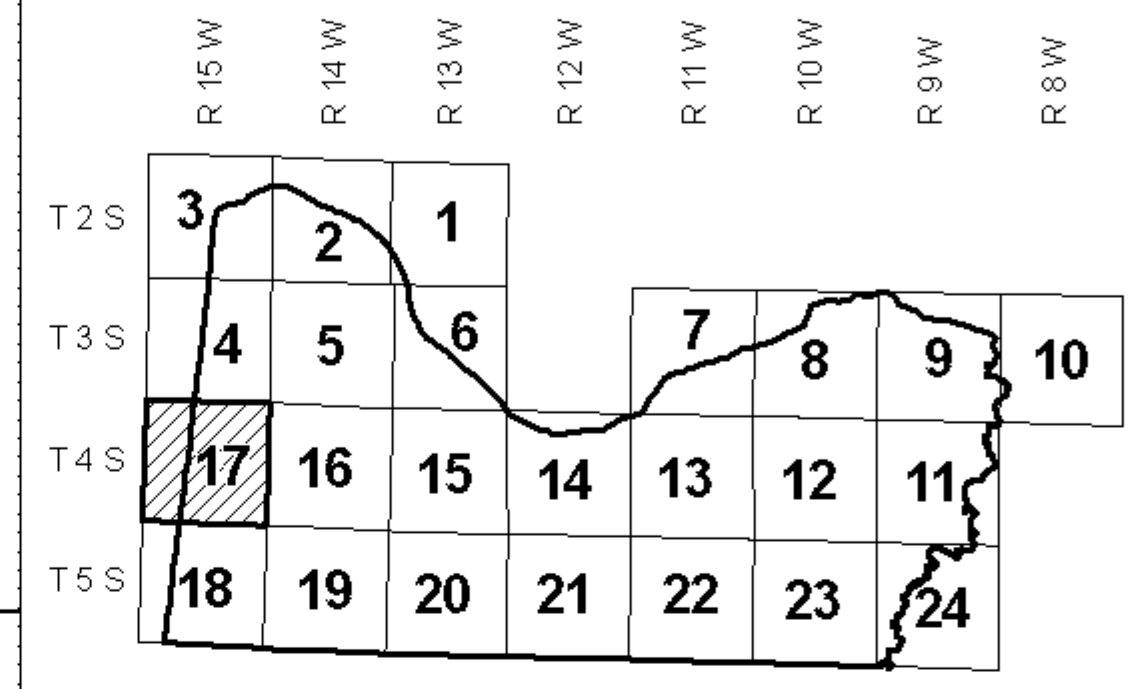 R 15 W R 14 W R 13 W R 12 W R 11 W R 10 W R 9 W R 8 W
T 2 S 3 2 1
T 3 S 4 5 6 7 8 9 10
T 4 S 17 16 15 14 13 12 11
T 5 S 18 19 20 21 22 23 24